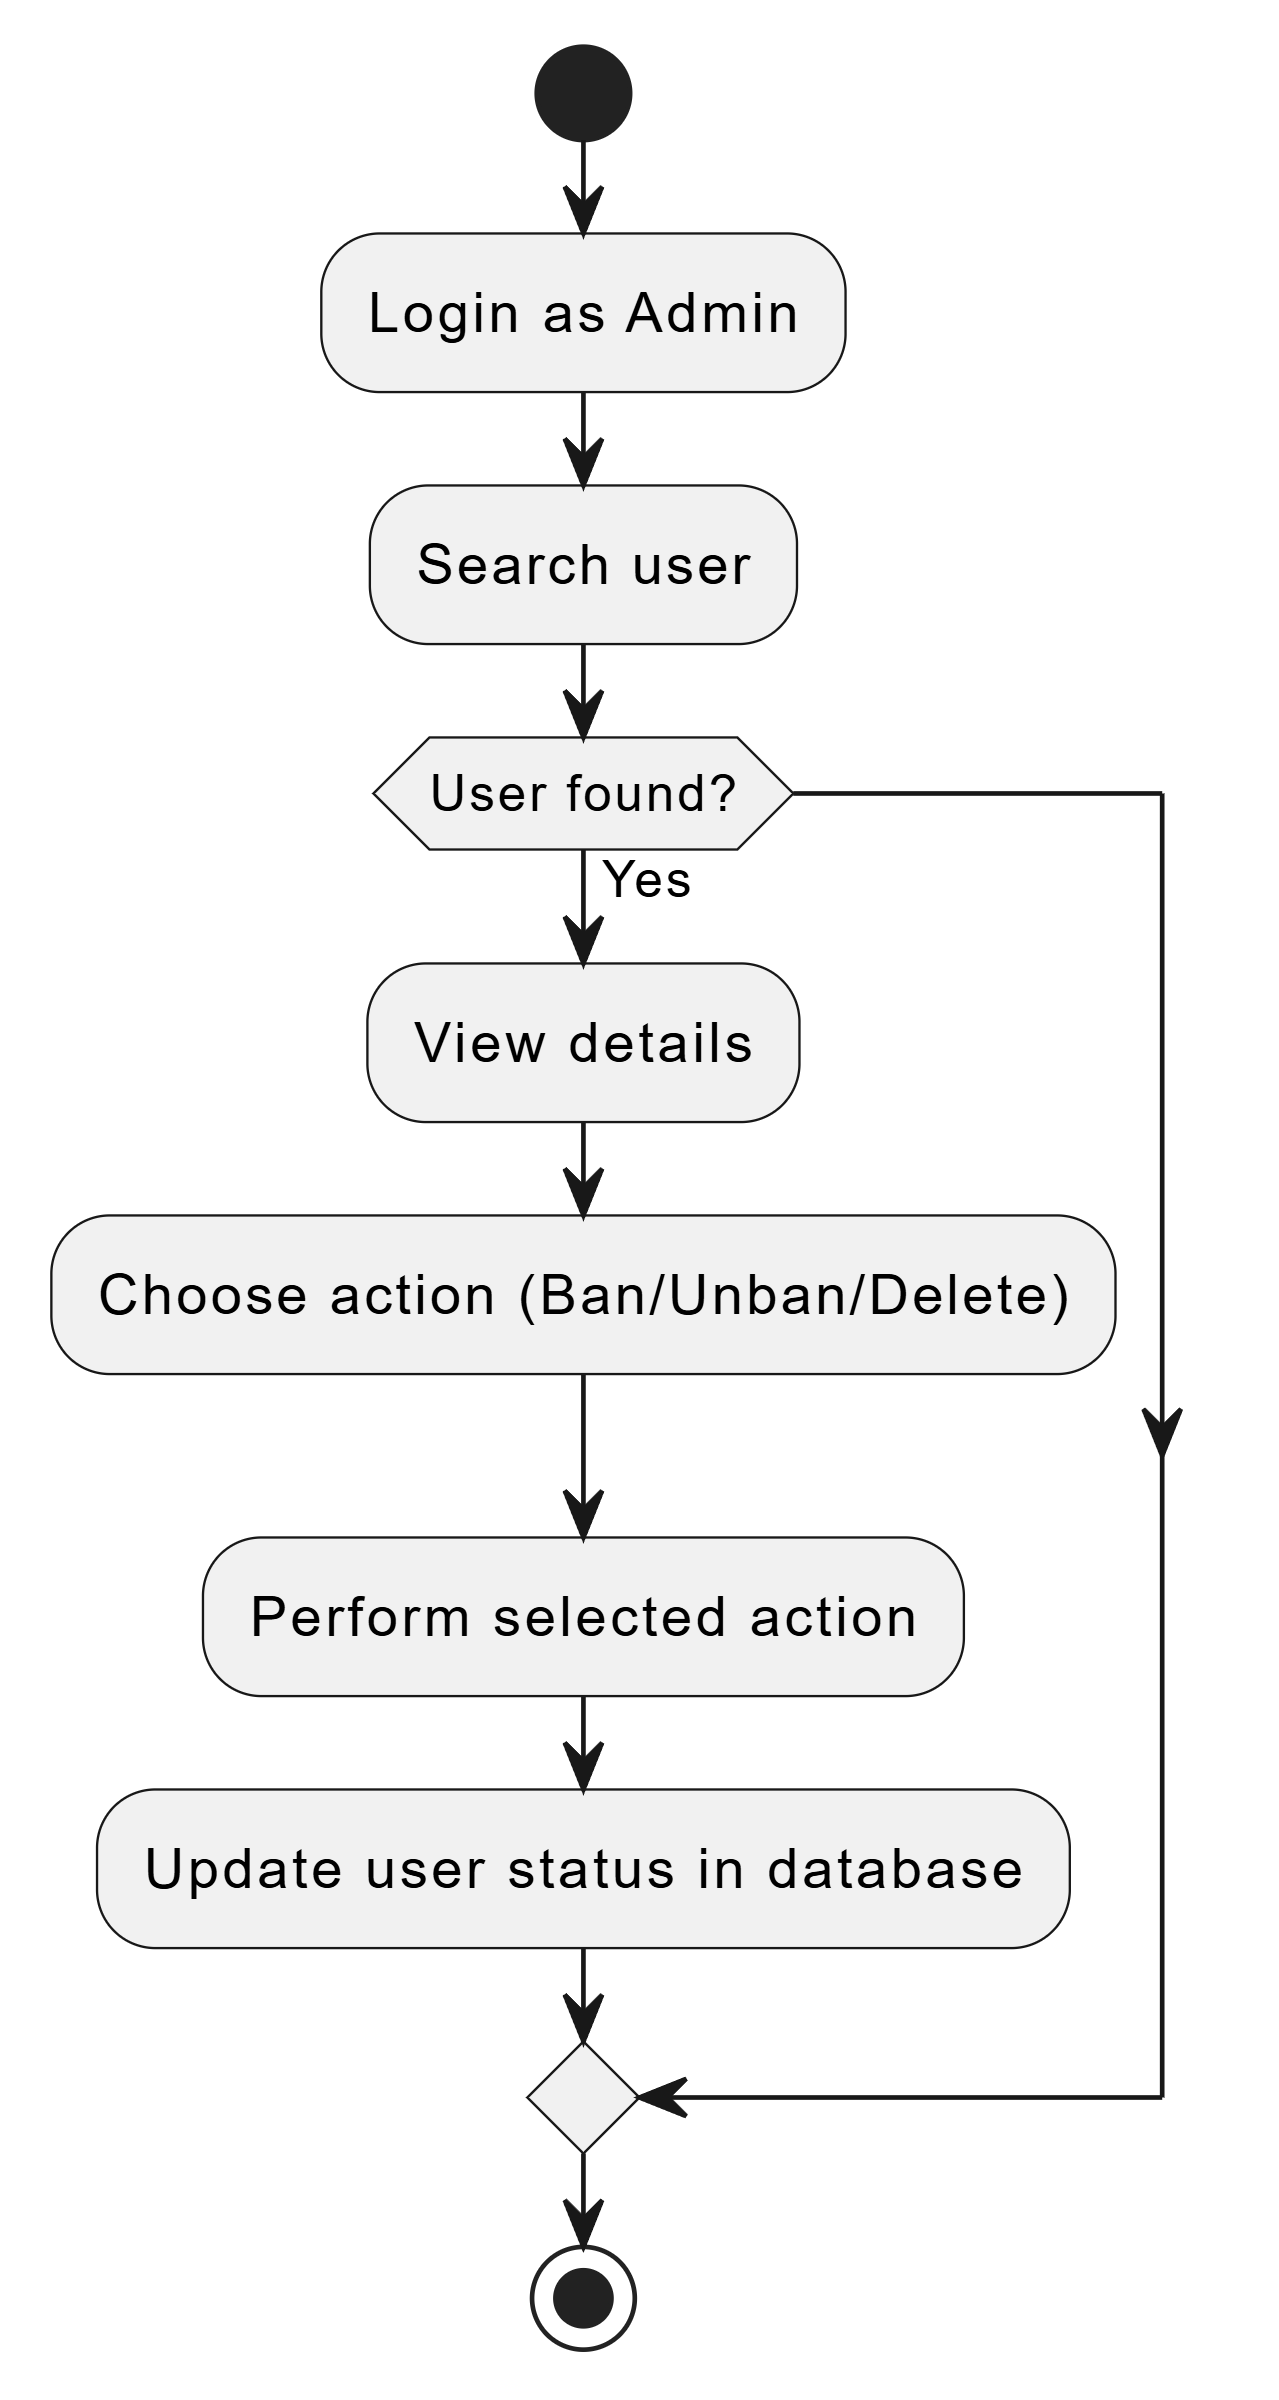 Login as Admin
Search user
User found?
Yes
View details
Choose action (Ban/Unban/Delete)
Perform selected action
Update user status in database